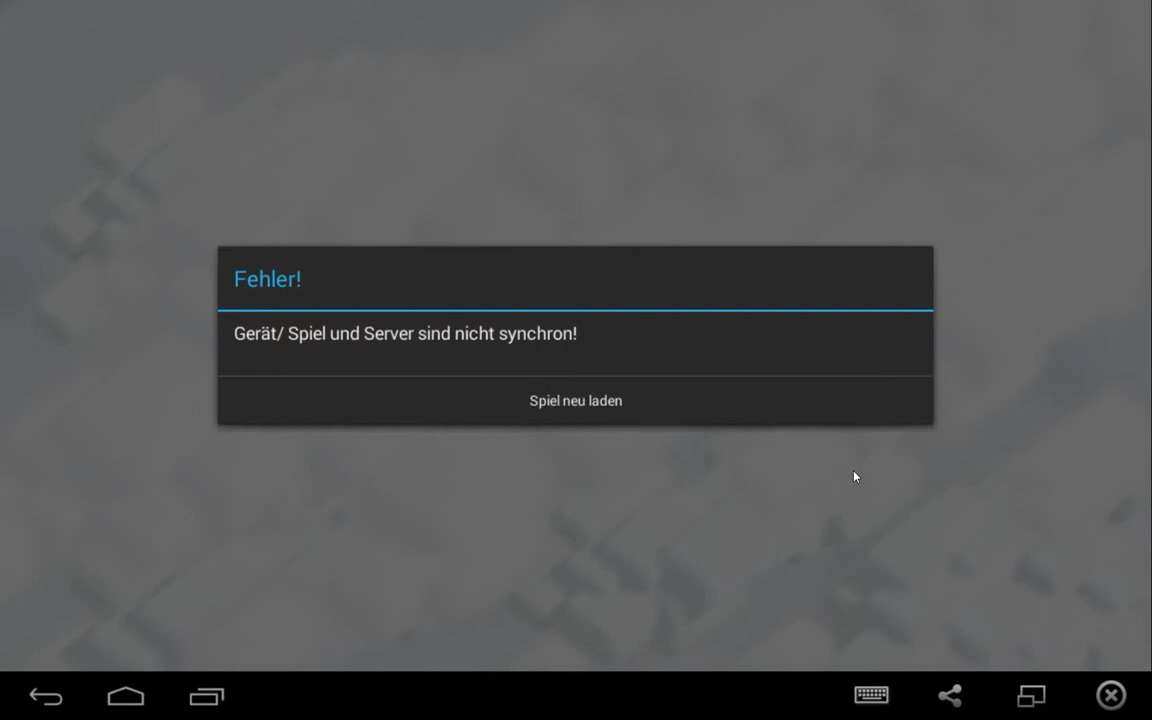 Fehler!
Gerät/ Spiel und Server sind nicht synchron!
Spiel neu laden